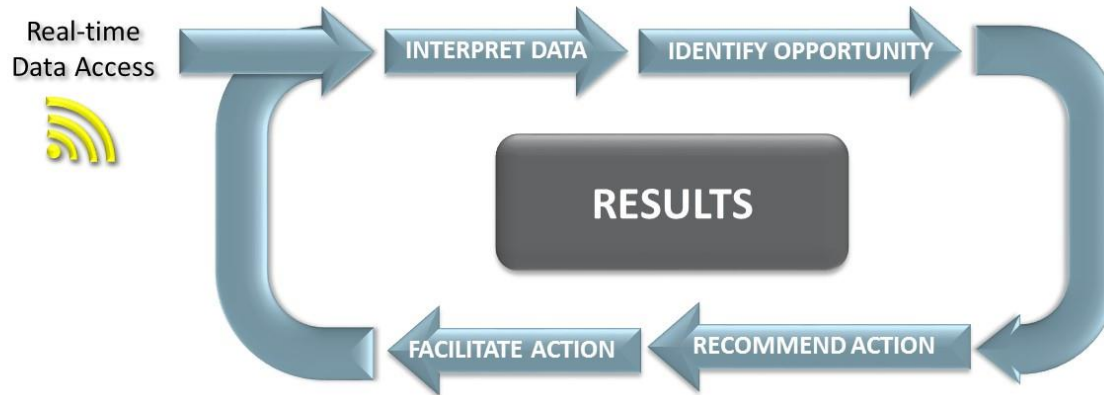 Real-time
Data Access
INTERPRET DATA
IDENTIFY OPPORTUNITY
RESULTS
FACILITATE ACTION
RECOMMEND ACTION